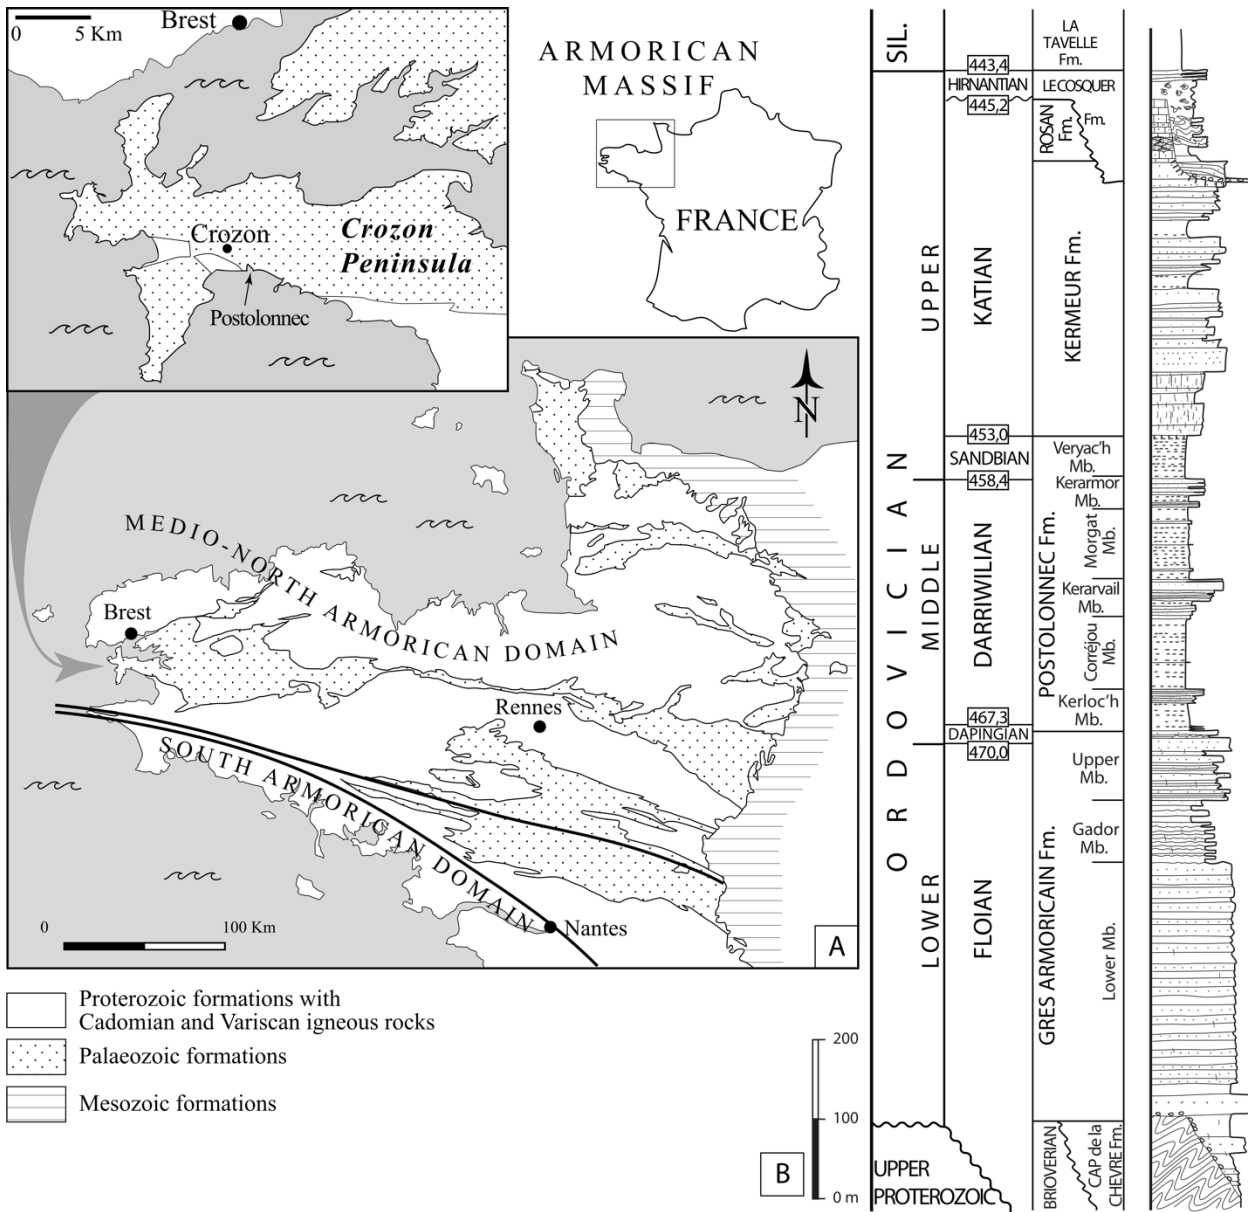 Brest
0 5 Km
Crozon
Crozon
Peninsula
Postolonnec
ARMORICAN
MASSIF
FRANCE
N
MEDIO-NORTH ARMORICAN DOMAIN
Brest
Rennes
SOUTH ARMORICAN DOMAIN
Nantes
0 100 Km
A
Proterozoic formations with
Cadomian and Variscan igneous rocks
Palaeozoic formations
Mesozoic formations
B
200
100
0 m
SIL.
ORDOVICIAN
UPPER
MIDDLE
LOWER
UPPER
PROTEROZOIC
443,4
HIRNANTIAN
445,2
KATIAN
453,0
SANDBIAN
458,4
DARRIWILIAN
467,3
DAPINGIAN
470,0
FLOIAN
LA
TAVELLE
Fm.
LE COSQUER
Fm.
ROSAN
Fm.
KERMEUR Fm.
POSTOLONNEC Fm.
Veryac'h
Mb.
Kerarmor
Mb.
Morgat
Mb.
Kerarvail
Mb.
Corréjou
Mb.
Kerloc'h
Mb.
GRES ARMORICAIN Fm.
Upper
Mb.
Gador
Mb.
Lower Mb.
BRIOVERIAN
CAP de la
CHEVRE Fm.